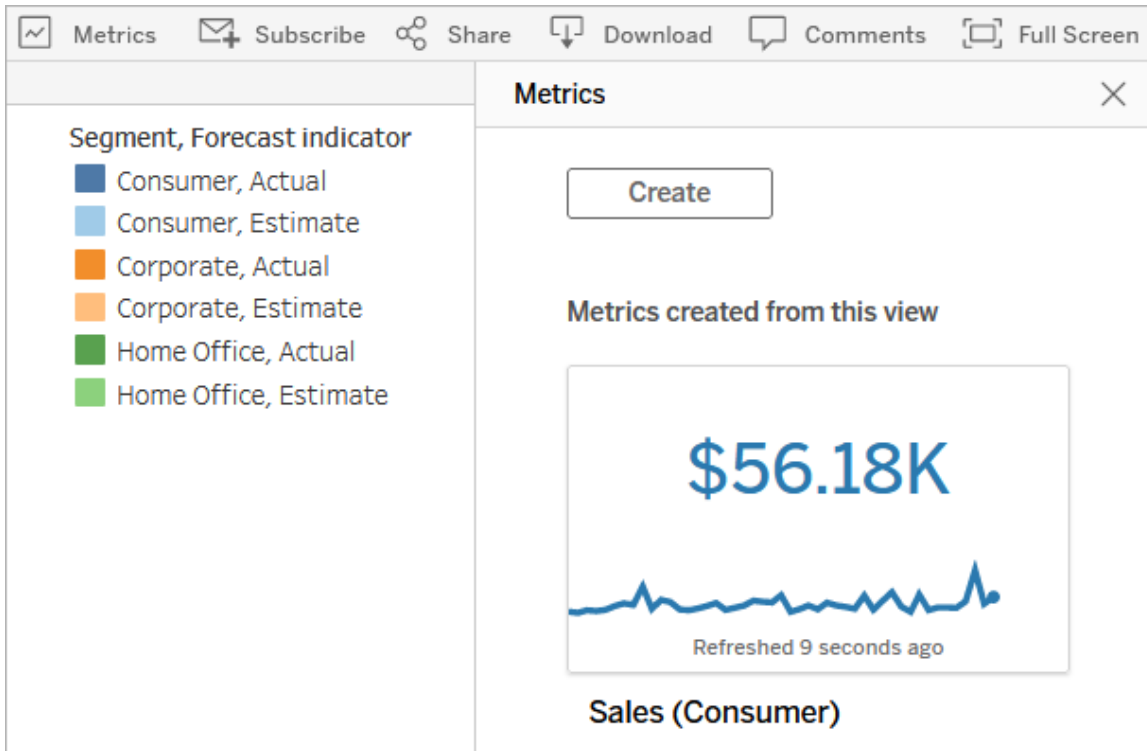 Metrics Subscribe Share Download Comments Full Screen
Segment, Forecast indicator
Consumer, Actual
Consumer, Estimate
Corporate, Actual
Corporate, Estimate
Home Office, Actual
Home Office, Estimate
Metrics
Create
Metrics created from this view
$56.18K
Refreshed 9 seconds ago
Sales (Consumer)